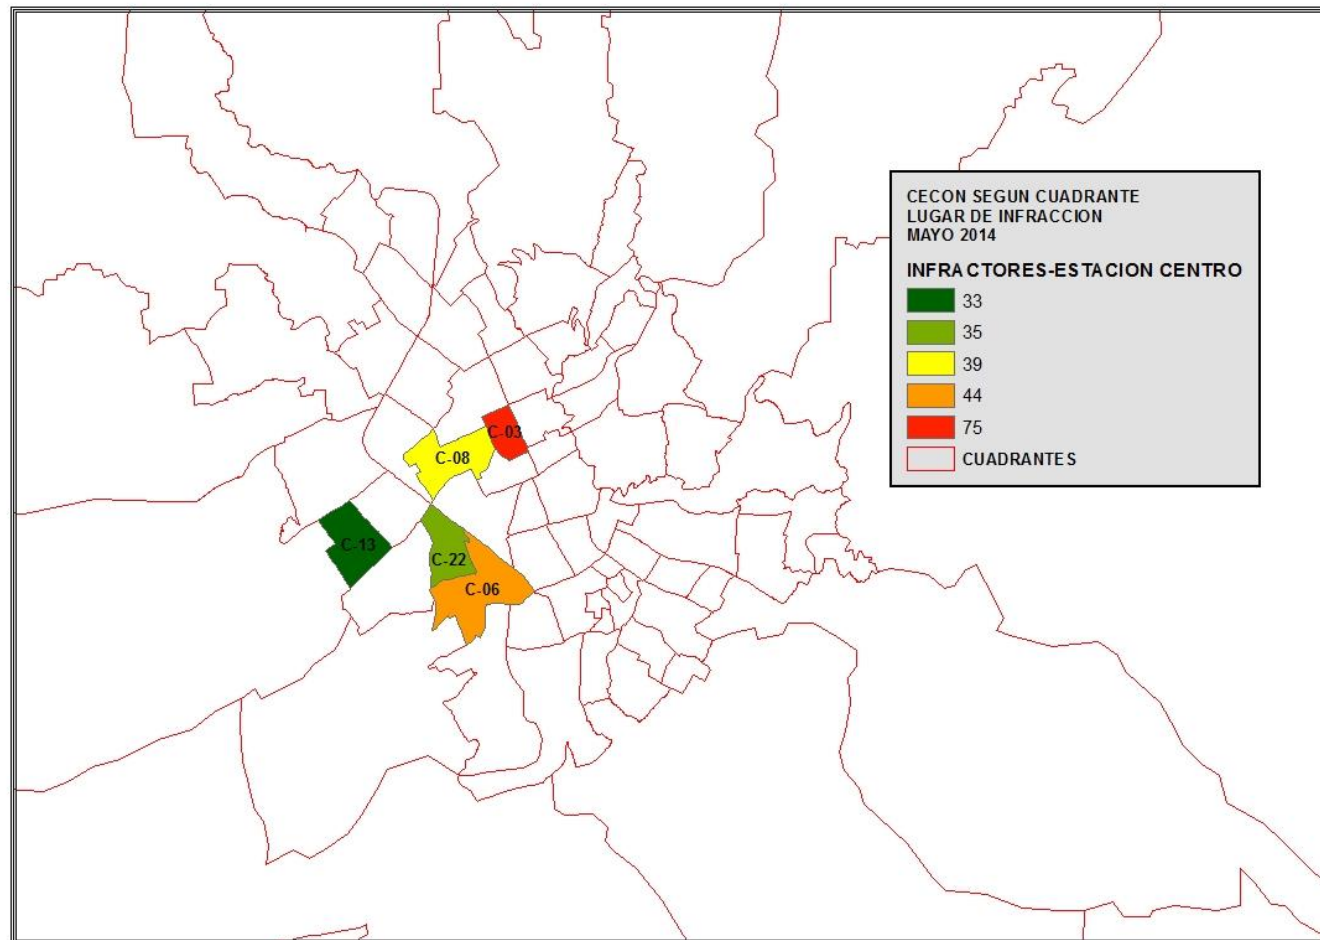 CECON SEGUN CUADRANTE
LUGAR DE INFRACCION
MAYO 2014
INFRACTORES-ESTACION CENTRO
33
35
39
44
75
CUADRANTES
C-03
C-08
C-13
C-22
C-06